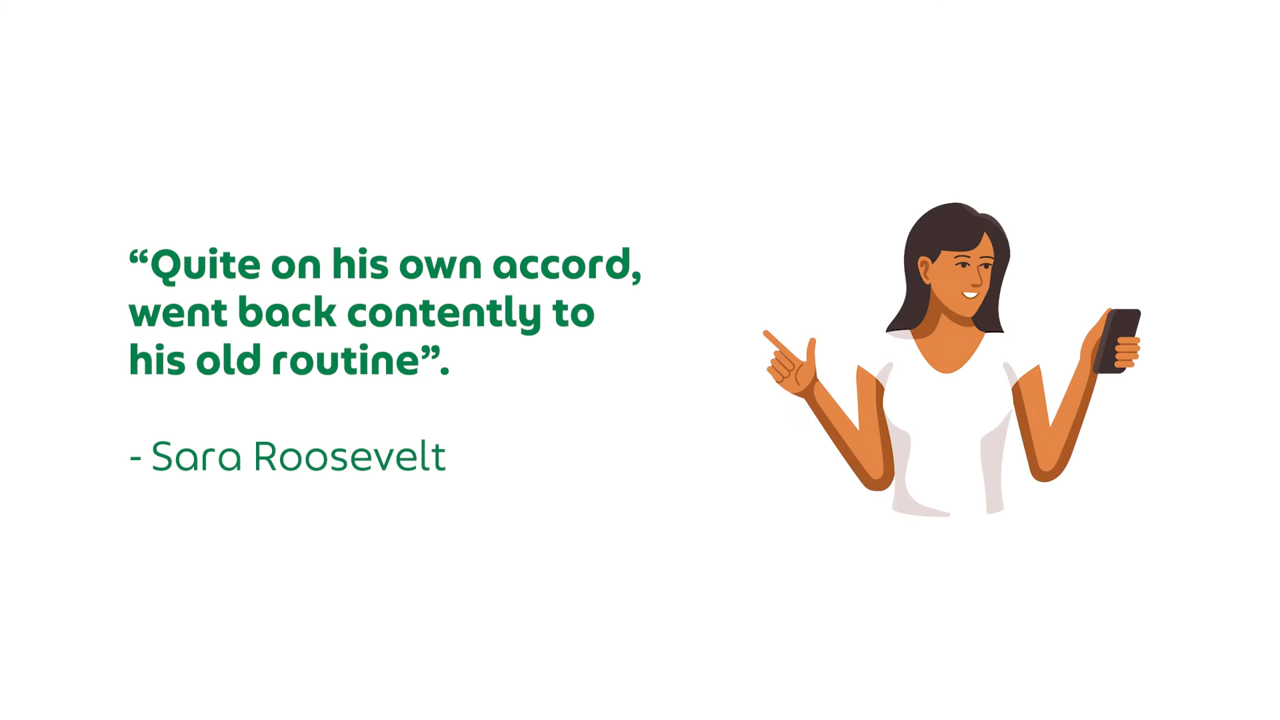 “Quite on his own accord,
went back contently to
his old routine”.
- Sara Roosevelt